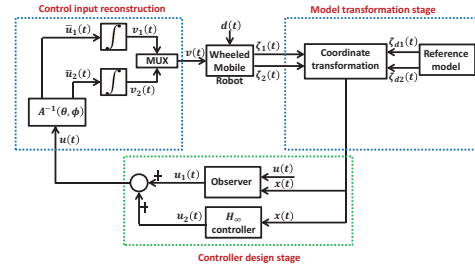 Control input reconstruction
Model transformation stage
ū₁(t)
∫
v₁(t)
MUX
v(t)
d(t)
Wheeled
Mobile
Robot
ζ₁(t)
ζ₂(t)
Coordinate
transformation
ζd1(t)
ζd2(t)
Reference
model
ū₂(t)
∫
v₂(t)
A⁻¹(θ, ϕ)
u(t)
+
u₁(t)
Observer
u(t)
x(t)
+
u₂(t)
H∞
controller
x(t)
Controller design stage